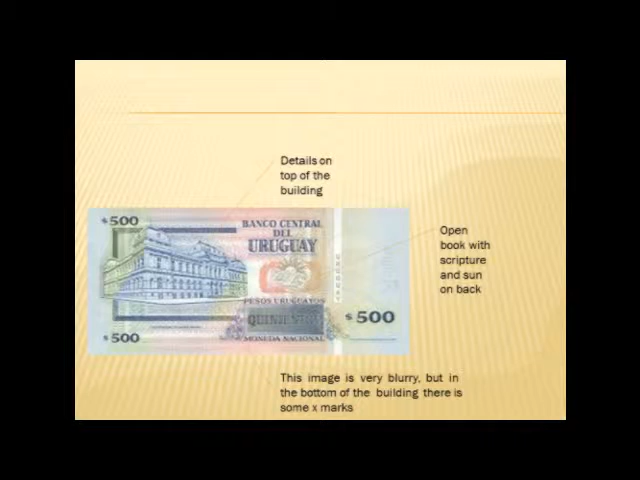 Details on
top of the
building
$500
BANCO CENTRAL
DEL
URUGUAY
Open
book with
scripture
and sun
on back
PESOS URUGUAYOS
QUINIENTOS
$500
$500
MONEDA NACIONAL
This image is very blurry, but in
the bottom of the building there is
some x marks